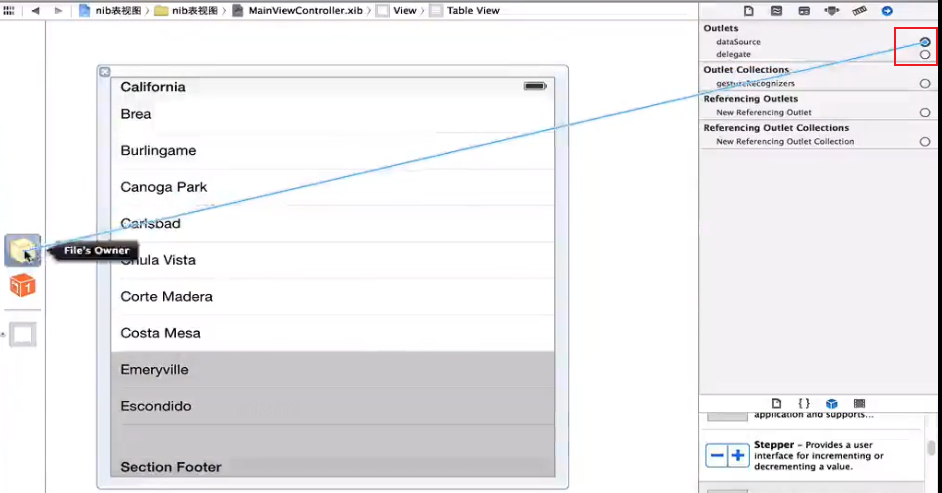 nib表视图 nib表视图 MainViewController.xib View Table View
Outlets
dataSource
delegate
Outlet Collections
gestureRecognizers
Referencing Outlets
New Referencing Outlet
Referencing Outlet Collections
New Referencing Outlet Collection
California
Brea
Burlingame
Canoga Park
Carlsbad
File's Owner
Chula Vista
Corte Madera
Costa Mesa
Emeryville
Escondido
Section Footer
application and supports...
Stepper – Provides a user
interface for incrementing or
decrementing a value.